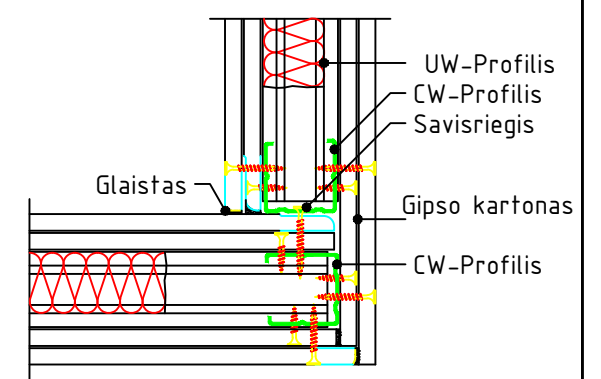 UW-Profilis
CW-Profilis
Savisriegis
Glaistas
Gipso kartonas
CW-Profilis